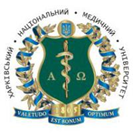 ХАРКІВСЬКИЙ • НАЦІОНАЛЬНИЙ • МЕДИЧНИЙ • УНІВЕРСИТЕТ
Α Ω
VALETUDO
EST BONUM
OPTIMUM